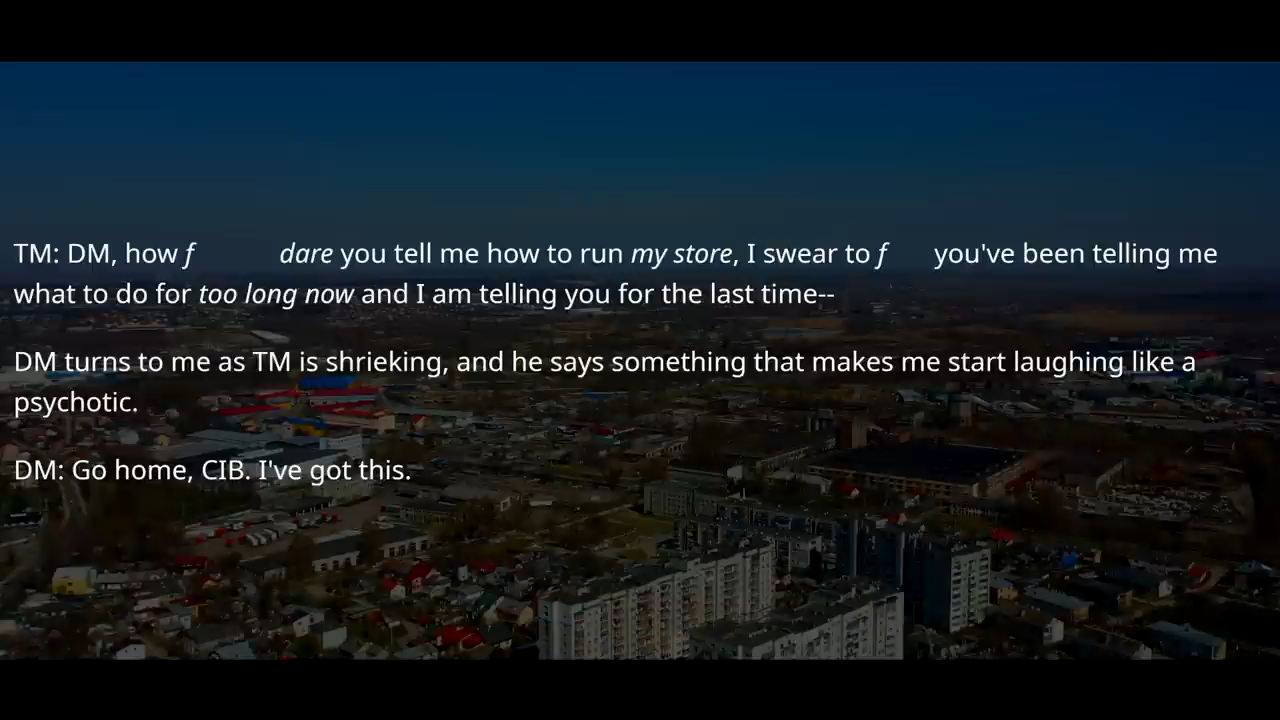 TM: DM, how f dare you tell me how to run my store, I swear to f you've been telling me
what to do for too long now and I am telling you for the last time--
DM turns to me as TM is shrieking, and he says something that makes me start laughing like a
psychotic.
DM: Go home, CIB. I've got this.